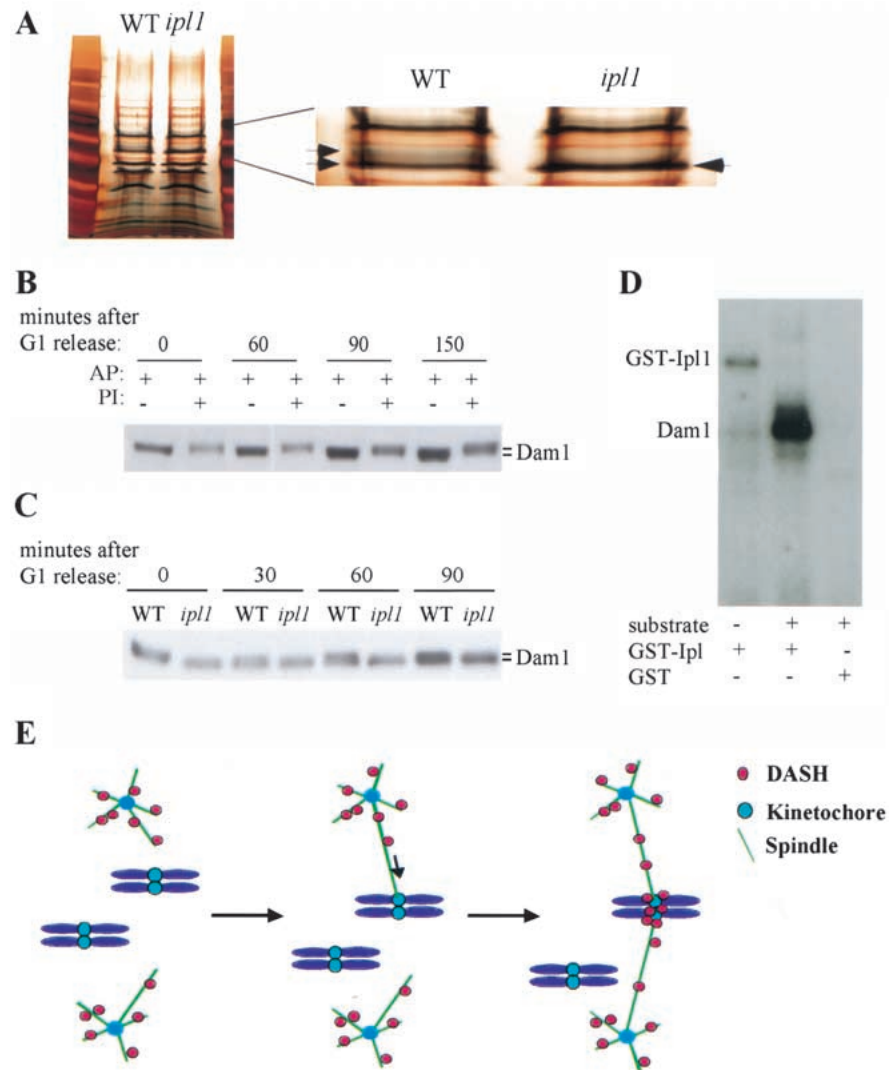 A
WT ipl1
WT ipl1
B
minutes after
G1 release: 0 60 90 150
AP: + + + + + + + +
PI: - + - + - + - +
Dam1
C
minutes after
G1 release: 0 30 60 90
WT ipl1 WT ipl1 WT ipl1 WT ipl1
Dam1
D
GST-Ipl1
Dam1
substrate - + +
GST-Ipl + + -
GST - - +
E
DASH
Kinetochore
Spindle